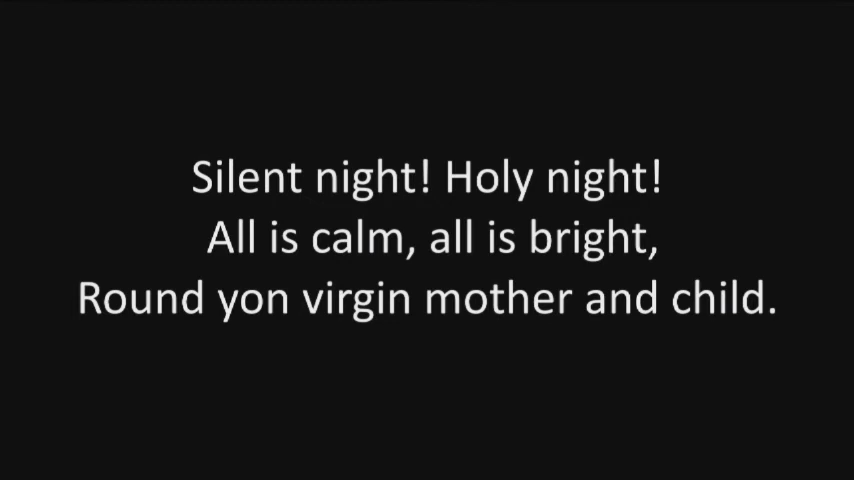 Silent night! Holy night!
All is calm, all is bright,
Round yon virgin mother and child.